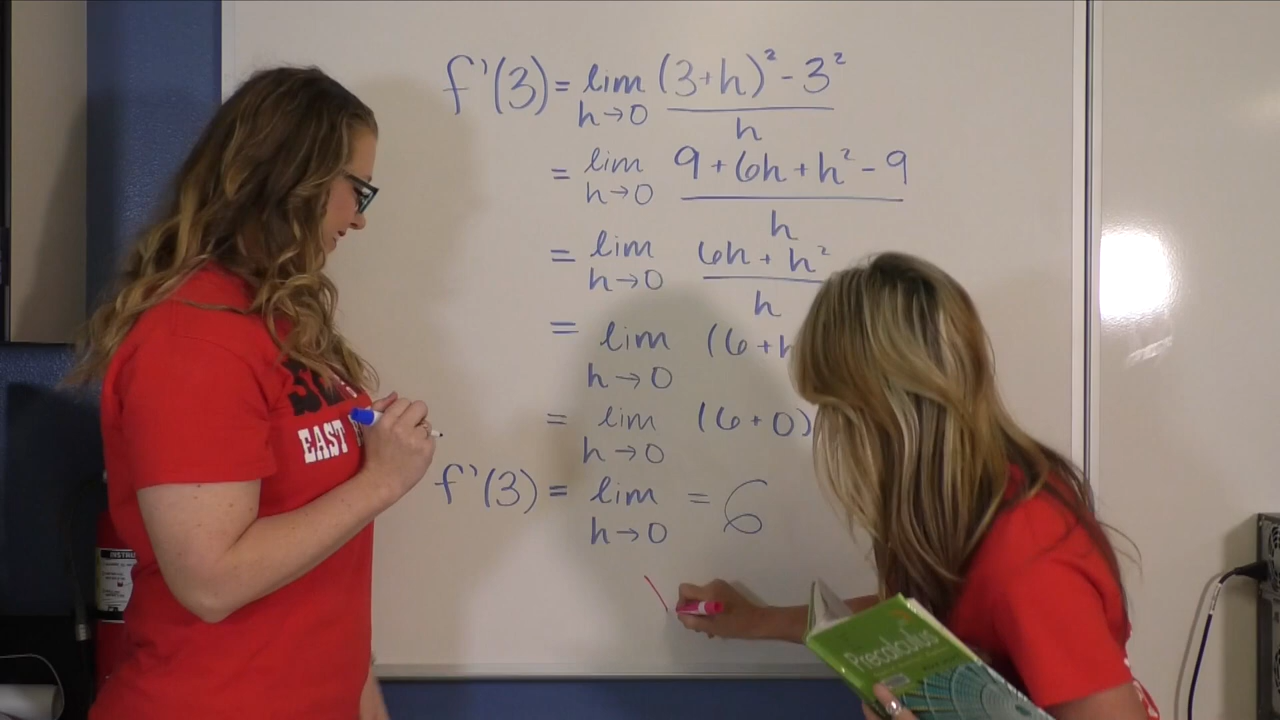 f'(3) = lim (3+h)² - 3²
h→0 h
= lim 9 + 6h + h² - 9
h→0 h
= lim 6h + h²
h→0 h
= lim (6 + h
h→0
= lim (6 + 0)
h→0
f'(3) = lim = 6
h→0
EAST
INSTRU
Precalculus